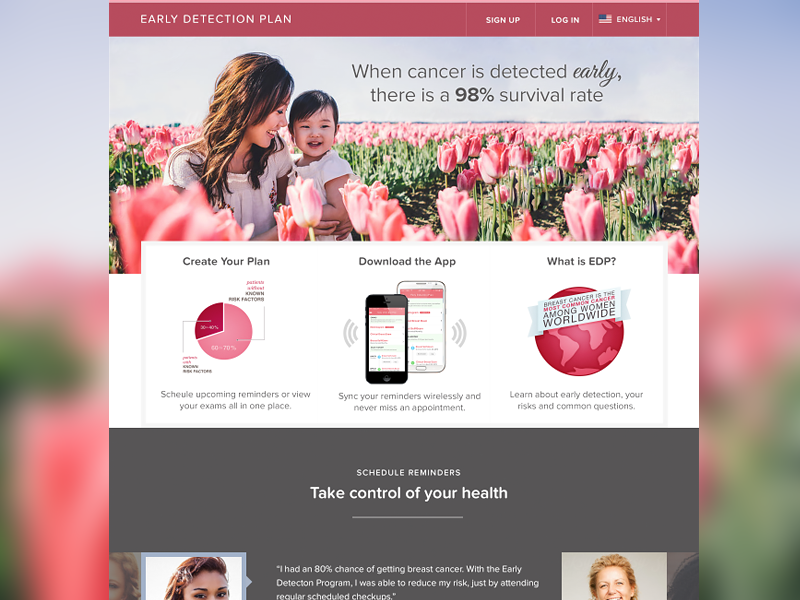 EARLY DETECTION PLAN
SIGN UP
LOG IN
ENGLISH
When cancer is detected early,
there is a 98% survival rate
Create Your Plan
patients
without
KNOWN
RISK FACTORS
30–40%
60–70%
patients
with
KNOWN
RISK FACTORS
Scheule upcoming reminders or view
your exams all in one place.
Download the App
Sync your reminders wirelessly and
never miss an appointment.
What is EDP?
BREAST CANCER IS THE
MOST COMMON CANCER
AMONG WOMEN
WORLDWIDE
Learn about early detection, your
risks and common questions.
SCHEDULE REMINDERS
Take control of your health
“I had an 80% chance of getting breast cancer. With the Early
Detecton Program, I was able to reduce my risk, just by attending
regular scheduled checkups.”